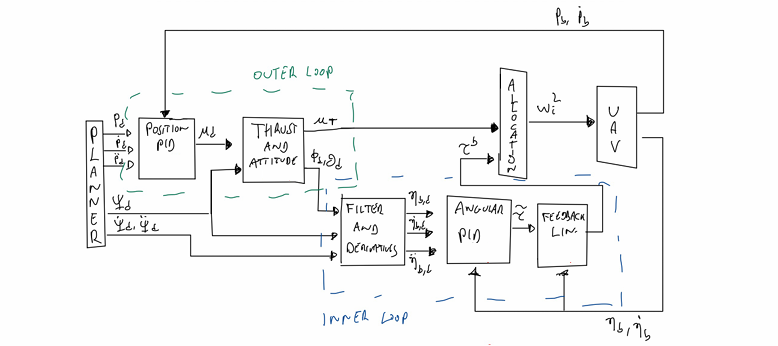 p_b, ṗ_b
OUTER LOOP
PLANNER
p_d
ṗ_d
p̈_d
POSITION
PID
μ_d
THRUST
AND
ATTITUDE
μ_T
ϕ_d, θ_d
ALLOCATION
w_i^2
UAV
τ^b
ψ_d
ψ̇_d, ψ̈_d
FILTER
AND
DERIVATIVES
η_b,d
η̇_b,d
η̈_b,d
ANGULAR
PID
τ̃
FEEDBACK
LIN.
INNER LOOP
η_b, η̇_b